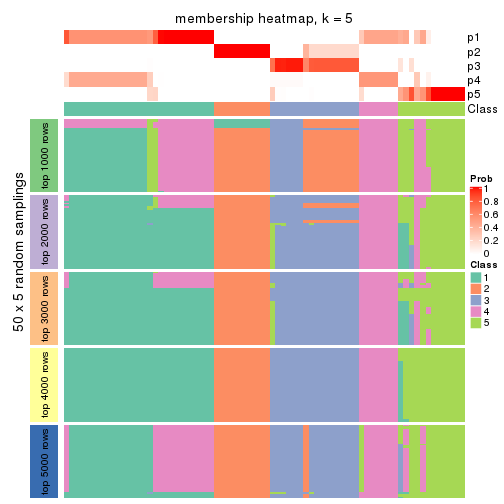 membership heatmap, k = 5
p1
p2
p3
p4
p5
Class
50 x 5 random samplings
top 1000 rows
top 2000 rows
top 3000 rows
top 4000 rows
top 5000 rows
Prob
1
0.8
0.6
0.4
0.2
0
Class
1
2
3
4
5